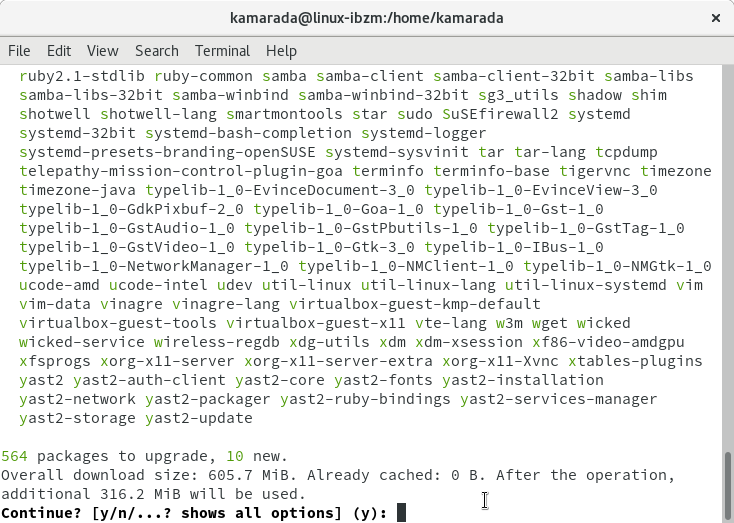 kamarada@linux-ibzm:/home/kamarada
File Edit View Search Terminal Help
ruby2.1-stdlib ruby-common samba samba-client samba-client-32bit samba-libs
samba-libs-32bit samba-winbind samba-winbind-32bit sg3_utils shadow shim
shotwell shotwell-lang smartmontools star sudo SuSEfirewall2 systemd
systemd-32bit systemd-bash-completion systemd-logger
systemd-presets-branding-openSUSE systemd-sysvinit tar tar-lang tcpdump
telepathy-mission-control-plugin-goa terminfo terminfo-base tigervnc timezone
timezone-java typelib-1_0-EvinceDocument-3_0 typelib-1_0-EvinceView-3_0
typelib-1_0-GdkPixbuf-2_0 typelib-1_0-Goa-1_0 typelib-1_0-Gst-1_0
typelib-1_0-GstAudio-1_0 typelib-1_0-GstPbutils-1_0 typelib-1_0-GstTag-1_0
typelib-1_0-GstVideo-1_0 typelib-1_0-Gtk-3_0 typelib-1_0-IBus-1_0
typelib-1_0-NetworkManager-1_0 typelib-1_0-NMClient-1_0 typelib-1_0-NMGtk-1_0
ucode-amd ucode-intel udev util-linux util-linux-lang util-linux-systemd vim
vim-data vinagre vinagre-lang virtualbox-guest-kmp-default
virtualbox-guest-tools virtualbox-guest-x11 vte-lang w3m wget wicked
wicked-service wireless-regdb xdg-utils xdm xdm-xsession xf86-video-amdgpu
xfsprogs xorg-x11-server xorg-x11-server-extra xorg-x11-Xvnc xtables-plugins
yast2 yast2-auth-client yast2-core yast2-fonts yast2-installation
yast2-network yast2-packager yast2-ruby-bindings yast2-services-manager
yast2-storage yast2-update
564 packages to upgrade, 10 new.
Overall download size: 605.7 MiB. Already cached: 0 B. After the operation,
additional 316.2 MiB will be used.
Continue? [y/n/...? shows all options] (y):